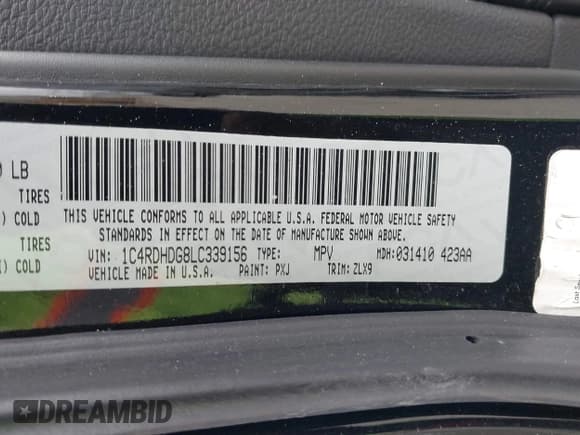 LB
TIRES
) COLD
TIRES
) COLD
THIS VEHICLE CONFORMS TO ALL APPLICABLE U.S.A. FEDERAL MOTOR VEHICLE SAFETY
STANDARDS IN EFFECT ON THE DATE OF MANUFACTURE SHOWN ABOVE.
VIN: 1C4RDHDG8LC339156 TYPE: MPV MDH:031410 423AA
VEHICLE MADE IN U.S.A. PAINT: PXJ TRIM: ZLX9
DREAMBID